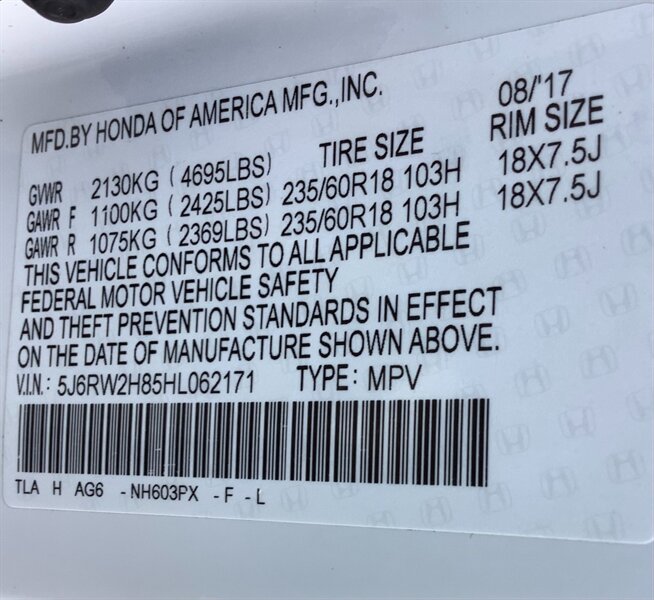 MFD.BY HONDA OF AMERICA MFG.,INC. 08/'17
TIRE SIZE RIM SIZE
GVWR 2130KG (4695LBS)
GAWR F 1100KG (2425LBS) 235/60R18 103H 18X7.5J
GAWR R 1075KG (2369LBS) 235/60R18 103H 18X7.5J
THIS VEHICLE CONFORMS TO ALL APPLICABLE
FEDERAL MOTOR VEHICLE SAFETY
AND THEFT PREVENTION STANDARDS IN EFFECT
ON THE DATE OF MANUFACTURE SHOWN ABOVE.
V.I.N.: 5J6RW2H85HL062171 TYPE: MPV
TLA H AG6 -NH603PX -F -L